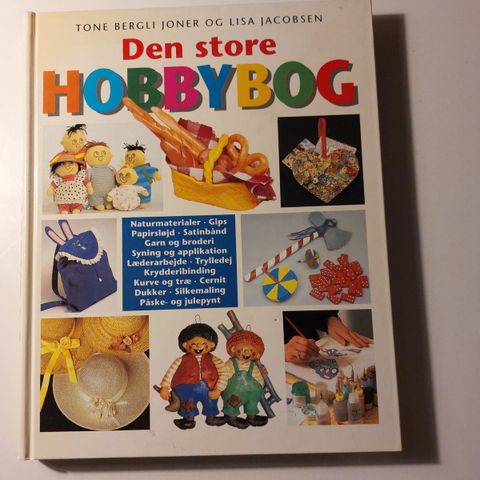 TONE BERGLI JONER OG LISA JACOBSEN
Den store
HOBBYBOG
Naturmaterialer · Gips
Papirsløjd · Satinbånd
Garn og broderi
Syning og applikation
Læderarbejde · Trylledej
Krydderibinding
Kurve og træ · Cernit
Dukker · Silkemaling
Påske- og julepynt